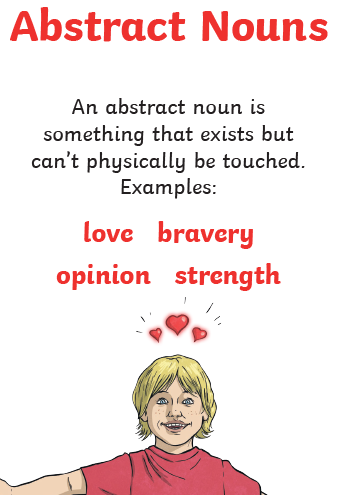 Abstract Nouns
An abstract noun is
something that exists but
can't physically be touched.
Examples:
love bravery
opinion strength